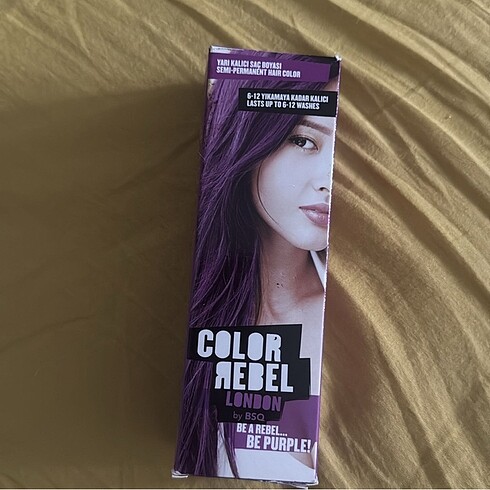 YARI KALICI SAÇ BOYASI
SEMI-PERMANENT HAIR COLOR
6-12 YIKAMAYA KADAR KALICI
LASTS UP TO 6-12 WASHES
COLOR
REBEL
LONDON
by BSQ
BE A REBEL...
BE PURPLE!